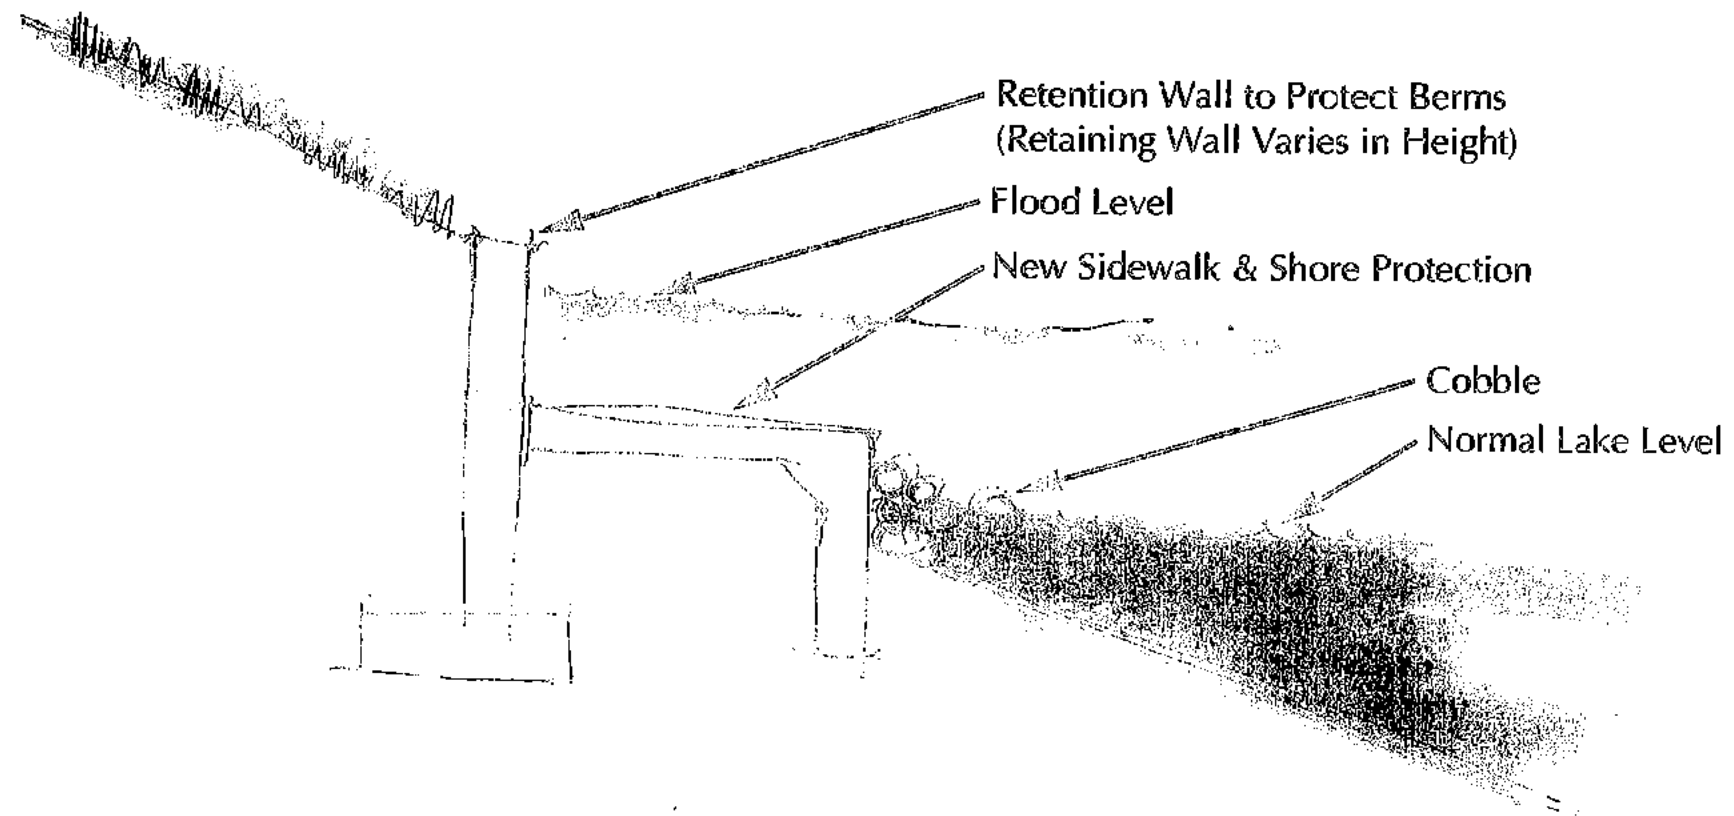 Retention Wall to Protect Berms
(Retaining Wall Varies in Height)
Flood Level
New Sidewalk & Shore Protection
Cobble
Normal Lake Level